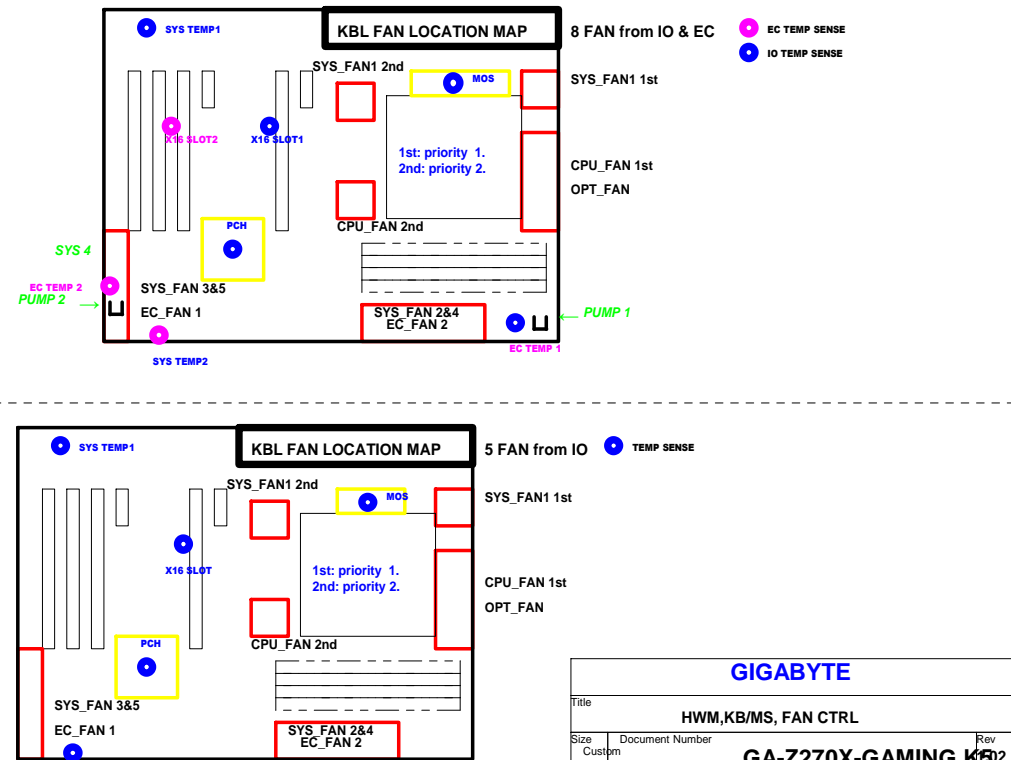 SYS TEMP1
KBL FAN LOCATION MAP
8 FAN from IO & EC
EC TEMP SENSE
IO TEMP SENSE
SYS_FAN1 2nd
MOS
SYS_FAN1 1st
X16 SLOT2
X16 SLOT1
1st: priority 1.
2nd: priority 2.
CPU_FAN 1st
OPT_FAN
PCH
CPU_FAN 2nd
SYS 4
EC TEMP 2
PUMP 2
SYS_FAN 3&5
EC_FAN 1
SYS_FAN 2&4
EC_FAN 2
PUMP 1
EC TEMP 1
SYS TEMP2
SYS TEMP1
KBL FAN LOCATION MAP
5 FAN from IO
TEMP SENSE
SYS_FAN1 2nd
MOS
SYS_FAN1 1st
X16 SLOT
1st: priority 1.
2nd: priority 2.
CPU_FAN 1st
OPT_FAN
PCH
CPU_FAN 2nd
SYS_FAN 3&5
EC_FAN 1
SYS_FAN 2&4
EC_FAN 2
GIGABYTE
Title
HWM,KB/MS, FAN CTRL
Size
Custom
Document Number
GA-Z270X-GAMING
Rev